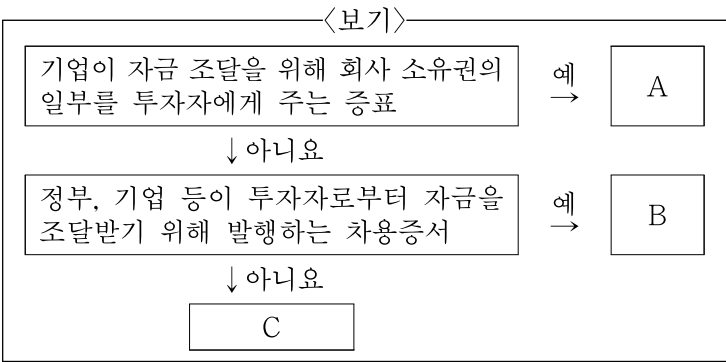 〈보기〉
기업이 자금 조달을 위해 회사 소유권의
일부를 투자자에게 주는 증표
예
→
A
↓아니요
정부, 기업 등이 투자자로부터 자금을
조달받기 위해 발행하는 차용증서
예
→
B
↓아니요
C